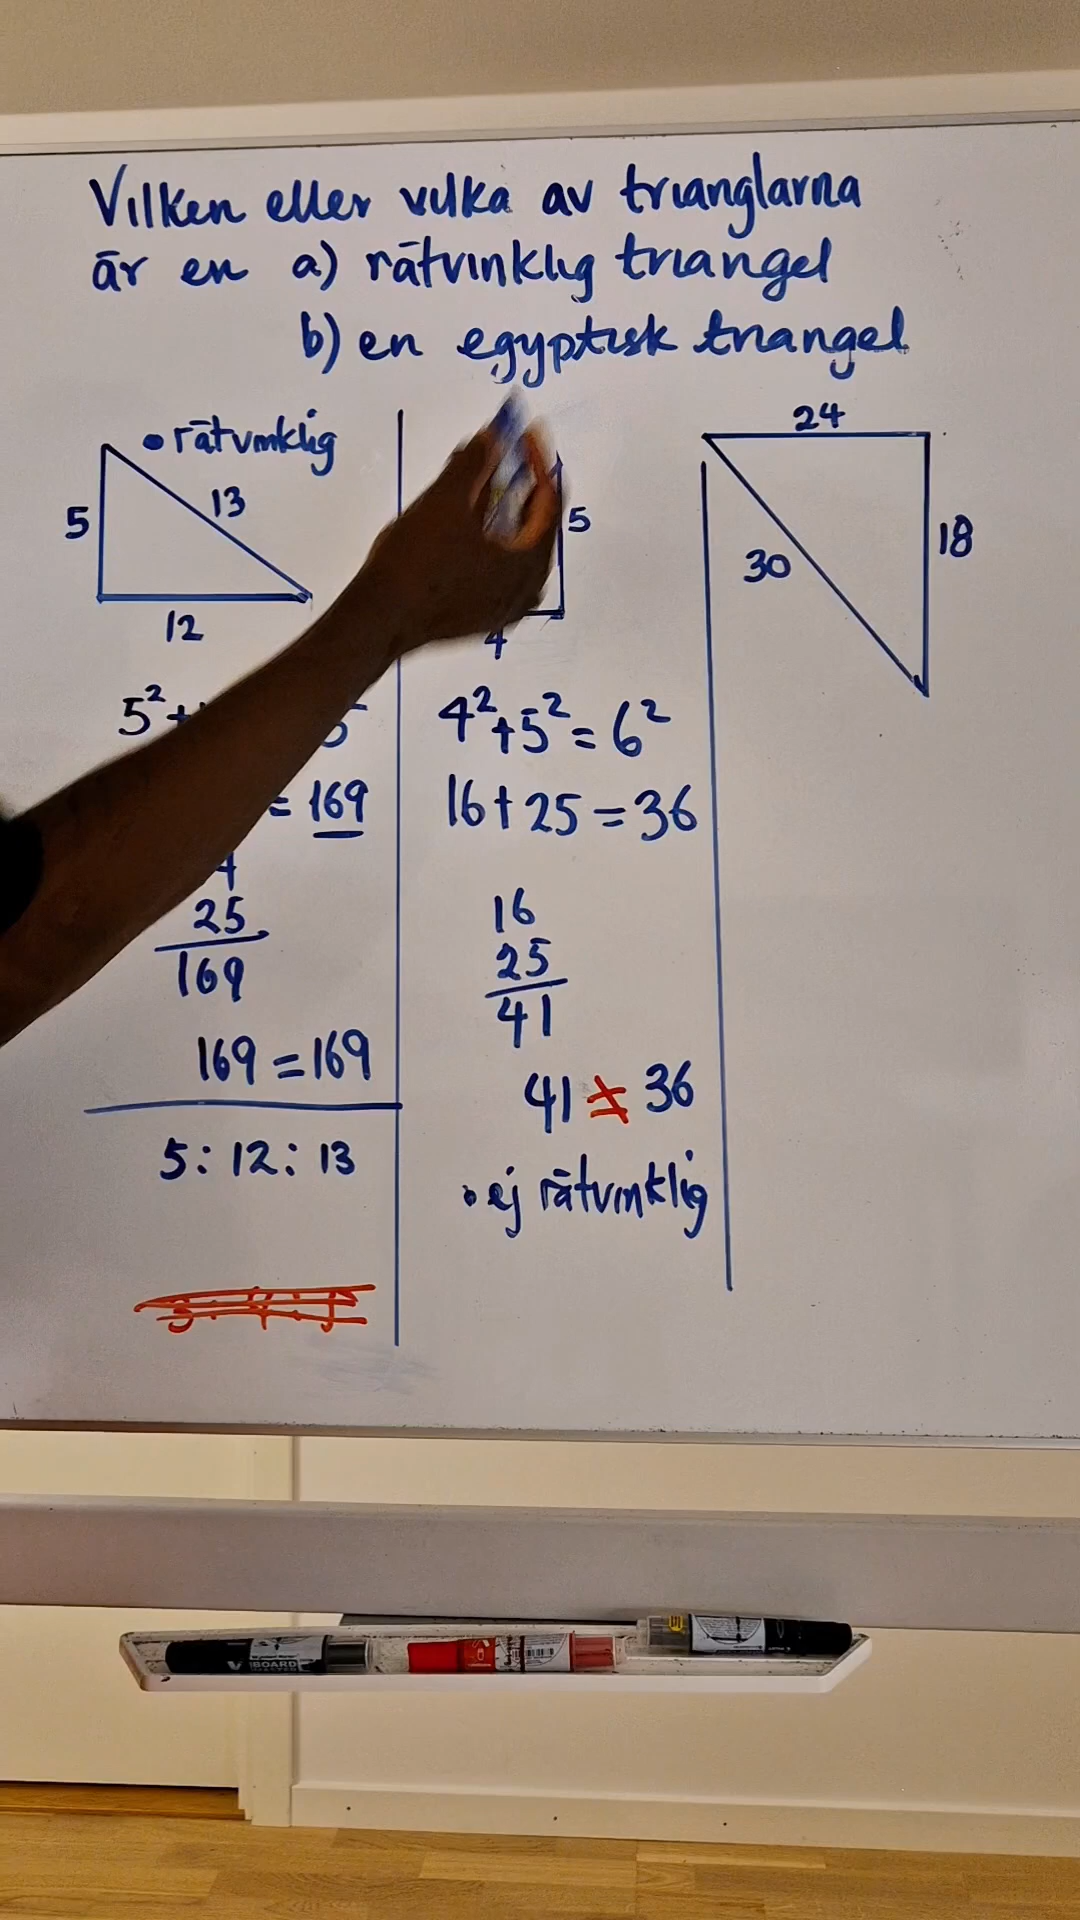 Vilken eller vilka av trianglarna
är en a) rätvinklig triangel
b) en egyptisk triangel
• rätvinklig
5
13
12
5²+
= 169
25
169
169 = 169
5 : 12 : 13
5
4
4²+5² = 6²
16+25 = 36
16
25
41
41 ≠ 36
• ej rätvinklig
24
30
18
BOARD